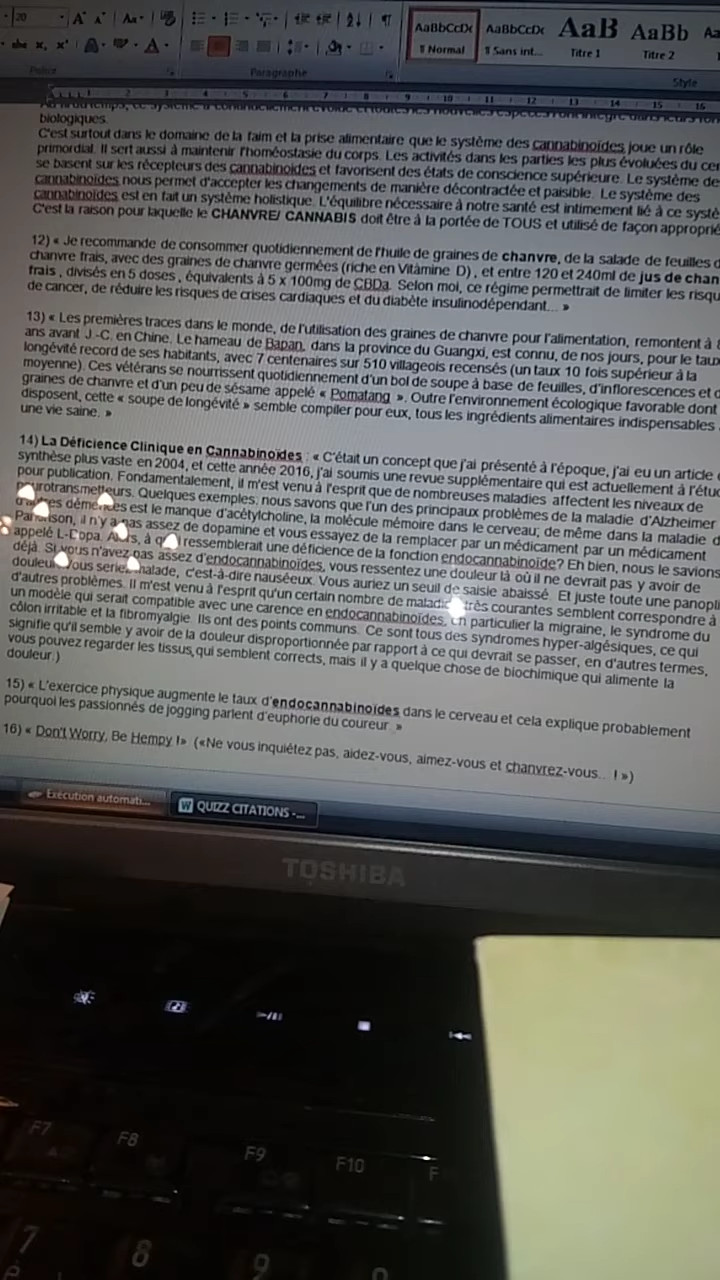 20
AaBbCcDc AaBbCcDc AaB AaBb Aa
¶ Normal ¶ Sans int... Titre 1 Titre 2
Police Paragraphe Style
biologiques.
C'est surtout dans le domaine de la faim et la prise alimentaire que le système des cannabinoïdes joue un rôle
primordial. Il sert aussi à maintenir l'homéostasie du corps. Les activités dans les parties les plus évoluées du
se basent sur les récepteurs des cannabinoïdes et favorisent des états de conscience supérieure. Le système de
cannabinoïdes nous permet d'accepter les changements de manière décontractée et paisible. Le système des
cannabinoïdes est en fait un système holistique. L'équilibre nécessaire à notre santé est intimement lié à ce
C'est la raison pour laquelle le CHANVRE/ CANNABIS doit être à la portée de TOUS et utilisé de façon
12) « Je recommande de consommer quotidiennement de l'huile de graines de chanvre, de la salade de feuilles
chanvre frais, avec des graines de chanvre germées (riche en Vitamine D) , et entre 120 et 240ml de jus de
frais , divisés en 5 doses , équivalents à 5 x 100mg de CBDa. Selon moi, ce régime permettrait de limiter les
de cancer, de réduire les risques de crises cardiaques et du diabète insulinodépendant... »
13) « Les premières traces dans le monde, de l'utilisation des graines de chanvre pour l'alimentation, remontent à
ans avant J.-C. en Chine. Le hameau de Bapan, dans la province du Guangxi, est connu, de nos jours, pour le
longévité record de ses habitants, avec 7 centenaires sur 510 villageois recensés (un taux 10 fois supérieur à la
moyenne). Ces vétérans se nourrissent quotidiennement d'un bol de soupe à base de feuilles, d'inflorescences et
graines de chanvre et d'un peu de sésame appelé « Pomatang ». Outre l'environnement écologique favorable dont
disposent, cette « soupe de longévité » semble compiler pour eux, tous les ingrédients alimentaires indispensables
une vie saine. »
14) La Déficience Clinique en Cannabinoïdes : « C'était un concept que j'ai présenté à l'époque, j'ai eu un article
synthèse plus vaste en 2004, et cette année 2016, j'ai soumis une revue supplémentaire qui est actuellement à
pour publication. Fondamentalement, il m'est venu à l'esprit que de nombreuses maladies affectent les niveaux de
Quelques exemples: nous savons que l'un des principaux problèmes de la maladie d'Alzheimer
démences est le manque d'acétylcholine, la molécule mémoire dans le cerveau; de même dans la maladie
il n'y a pas assez de dopamine et vous essayez de la remplacer par un médicament par un médicament
appelé L-Dopa. à ressemblerait une déficience de la fonction endocannabinoïde? Eh bien, nous le savions
déjà. Si vous n'avez pas assez d'endocannabinoïdes, vous ressentez une douleur là où il ne devrait pas y avoir de
douleur. Vous seriez malade, c'est-à-dire nauséeux. Vous auriez un seuil de saisie abaissé. Et juste toute une
d'autres problèmes. Il m'est venu à l'esprit qu'un certain nombre de très courantes semblent correspondre à
un modèle qui serait compatible avec une carence en endocannabinoïdes, en particulier la migraine, le syndrome du
côlon irritable et la fibromyalgie. Ils ont des points communs. Ce sont tous des syndromes hyper-algésiques, ce qui
signifie qu'il semble y avoir de la douleur disproportionnée par rapport à ce qui devrait se passer, en d'autres termes,
vous pouvez regarder les tissus, qui semblent corrects, mais il y a quelque chose de biochimique qui alimente la
douleur.)
15) « L'exercice physique augmente le taux d'endocannabinoïdes dans le cerveau et cela explique probablement
pourquoi les passionnés de jogging parlent d'euphorie du coureur. »
16) « Don't Worry, Be Hempy !» («Ne vous inquiétez pas, aidez-vous, aimez-vous et chanvrez-vous... ! »)
Exécution automati... W QUIZZ CITATIONS -...
TOSHIBA
F7 F8 F9 F10 F
7 8 9